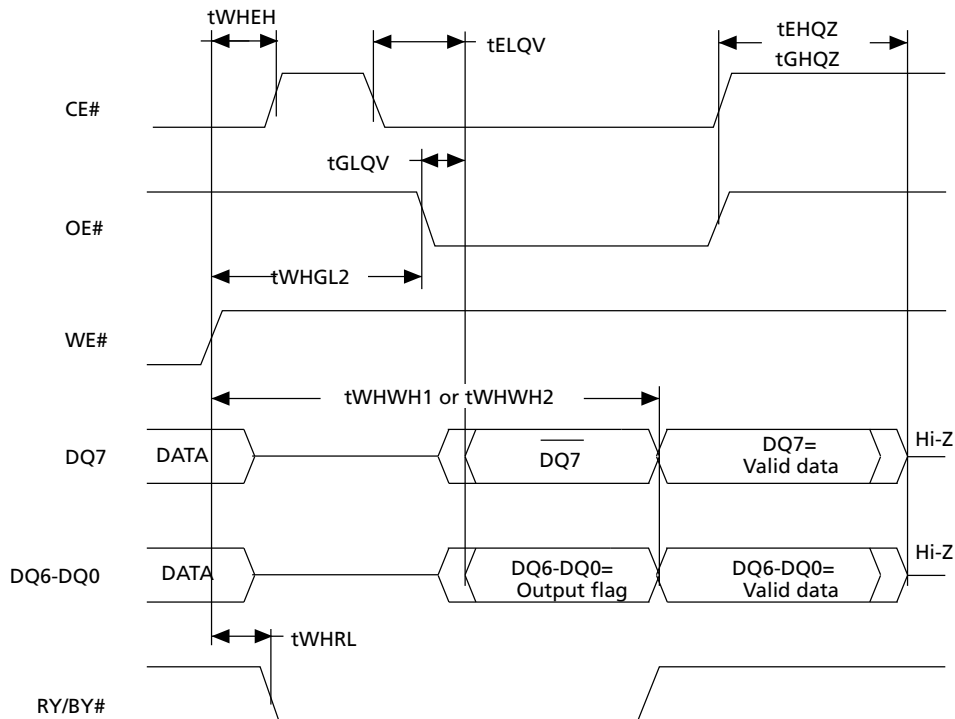 tWHEH
tELQV
tEHQZ
tGHQZ
CE#
tGLQV
OE#
tWHGL2
WE#
tWHWH1 or tWHWH2
DQ7
DATA
DQ7
DQ7=
Valid data
Hi-Z
DQ6-DQ0
DATA
DQ6-DQ0=
Output flag
DQ6-DQ0=
Valid data
Hi-Z
tWHRL
RY/BY#